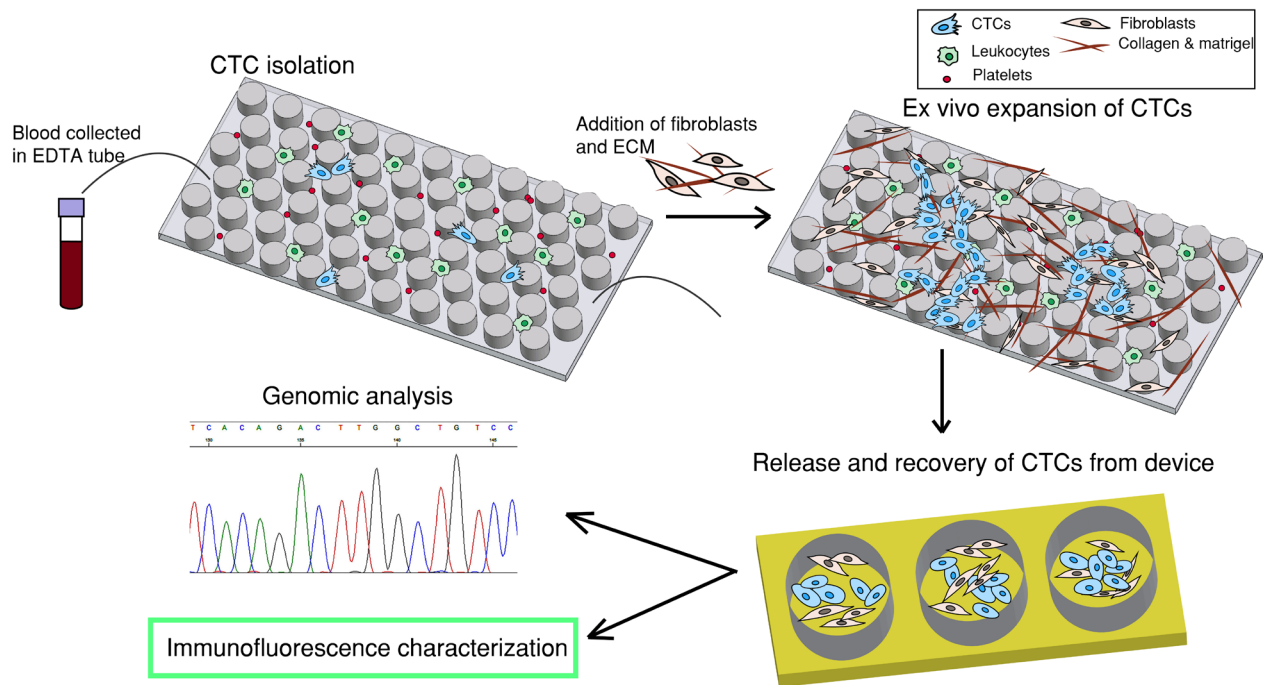 CTCs
Fibroblasts
Leukocytes
Collagen & matrigel
Platelets
CTC isolation
Ex vivo expansion of CTCs
Blood collected
in EDTA tube
Addition of fibroblasts
and ECM
Genomic analysis
T C A C A G A C T T G G C T G T C C
130 135 140 145
Release and recovery of CTCs from device
Immunofluorescence characterization